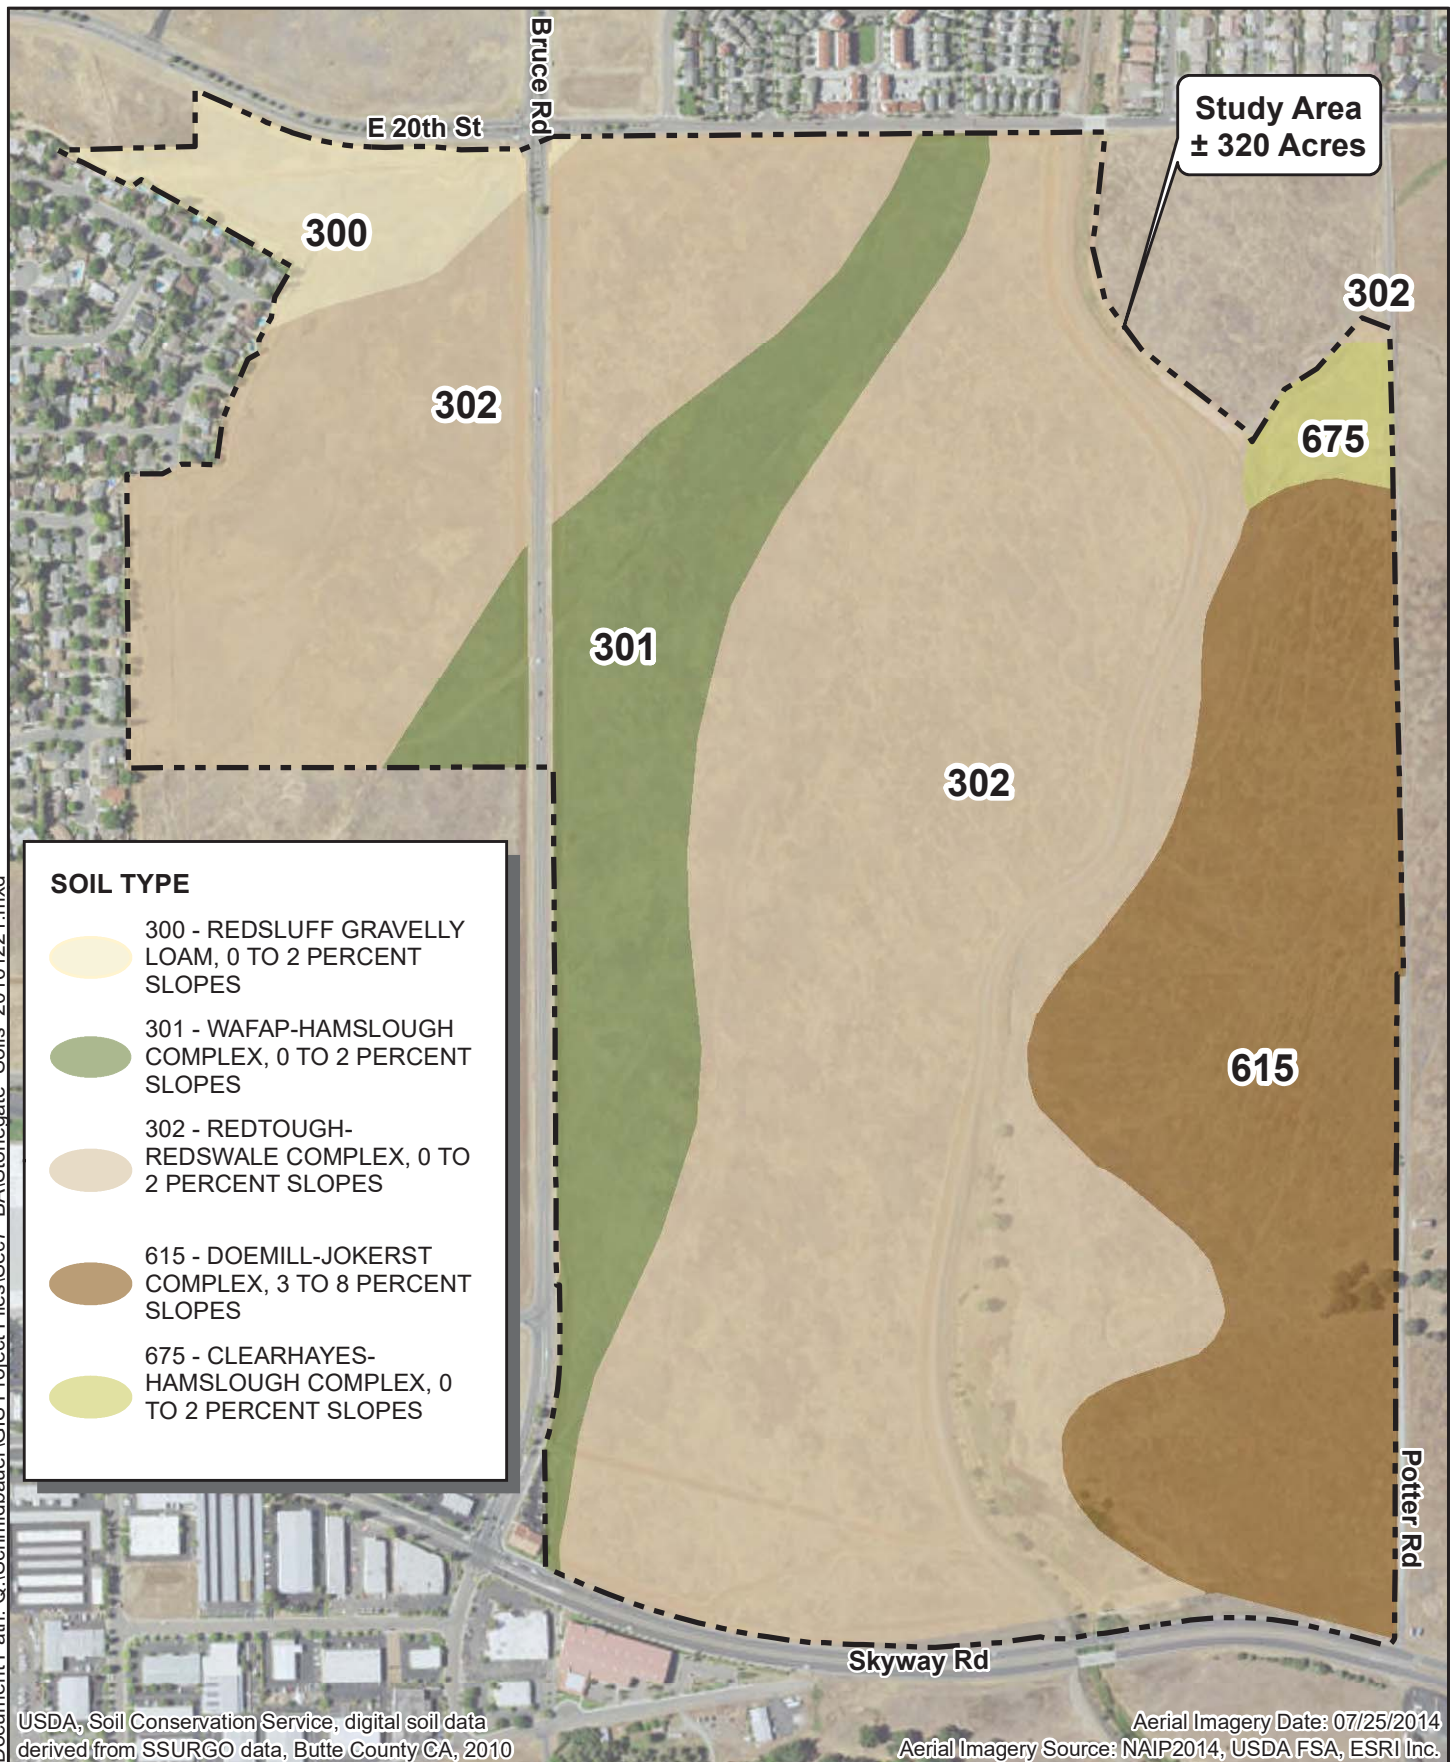 Bruce Rd
E 20th St
Study Area
± 320 Acres
300
302
302
675
301
302
615
SOIL TYPE
300 - REDSLUFF GRAVELLY
LOAM, 0 TO 2 PERCENT
SLOPES
301 - WAFAP-HAMSLOUGH
COMPLEX, 0 TO 2 PERCENT
SLOPES
302 - REDTOUGH-
REDSWALE COMPLEX, 0 TO
2 PERCENT SLOPES
615 - DOEMILL-JOKERST
COMPLEX, 3 TO 8 PERCENT
SLOPES
675 - CLEARHAYES-
HAMSLOUGH COMPLEX, 0
TO 2 PERCENT SLOPES
Potter Rd
Skyway Rd
USDA, Soil Conservation Service, digital soil data
derived from SSURGO data, Butte County CA, 2010
Aerial Imagery Date: 07/25/2014
Aerial Imagery Source: NAIP2014, USDA FSA, ESRI Inc.